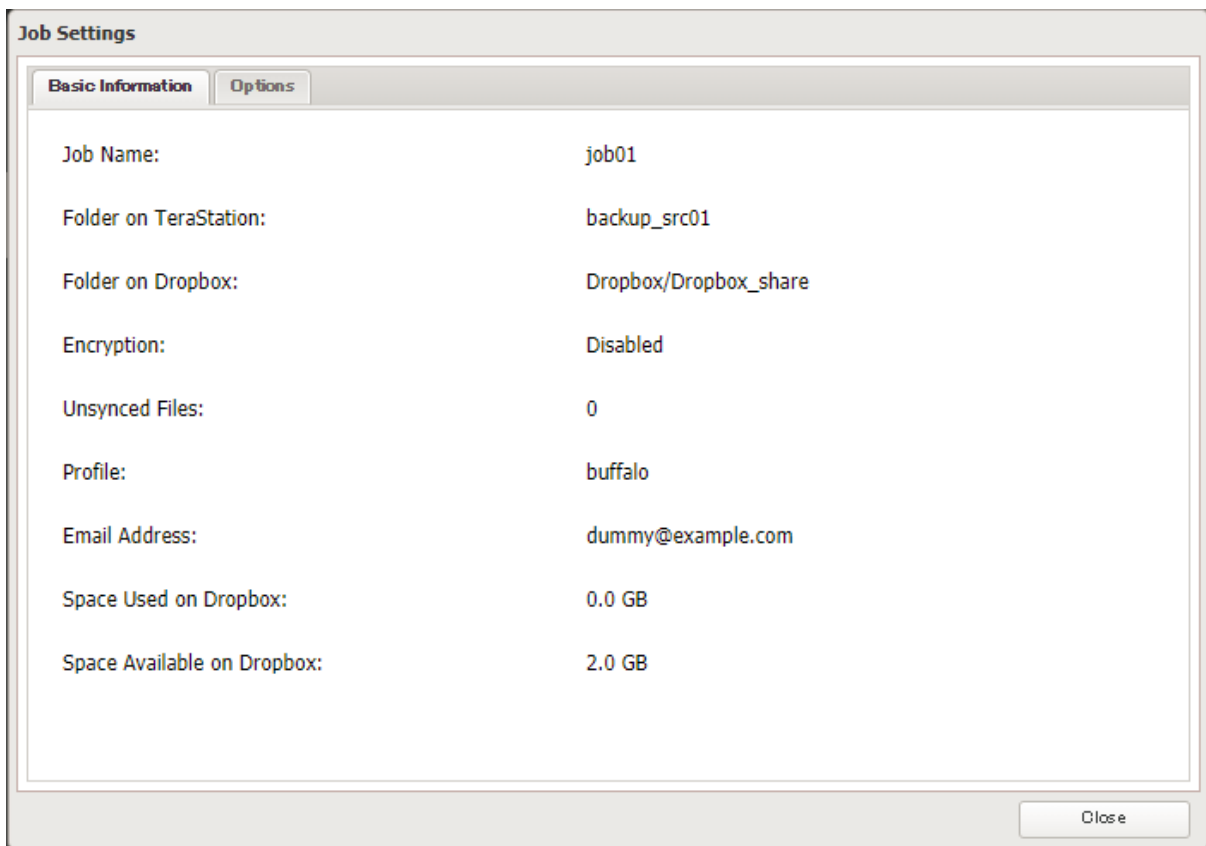 Job Settings
Basic Information Options
Job Name: job01
Folder on TeraStation: backup_src01
Folder on Dropbox: Dropbox/Dropbox_share
Encryption: Disabled
Unsynced Files: 0
Profile: buffalo
Email Address: dummy@example.com
Space Used on Dropbox: 0.0 GB
Space Available on Dropbox: 2.0 GB
Close